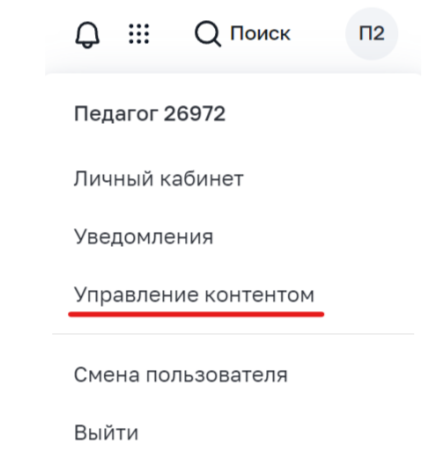 Поиск П2
Педагог 26972
Личный кабинет
Уведомления
Управление контентом
Смена пользователя
Выйти